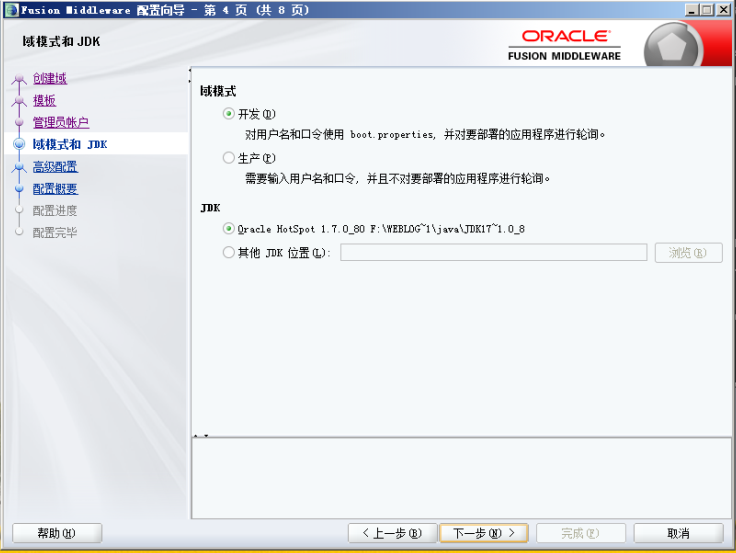 Fusion Middleware 配置向导 - 第 4 页 (共 8 页)
域模式和 JDK
ORACLE
FUSION MIDDLEWARE
创建域
模板
管理员帐户
域模式和 JDK
高级配置
配置概要
配置进度
配置完毕
域模式
开发(D)
对用户名和口令使用 boot.properties, 并对要部署的应用程序进行轮询。
生产(P)
需要输入用户名和口令, 并且不对要部署的应用程序进行轮询。
JDK
Oracle HotSpot 1.7.0_80 F:\WEBLOG~1\java\JDK17~1.0_8
其他 JDK 位置(L):
浏览(R)
帮助(H)
< 上一步(B)
下一步(N) >
完成(F)
取消